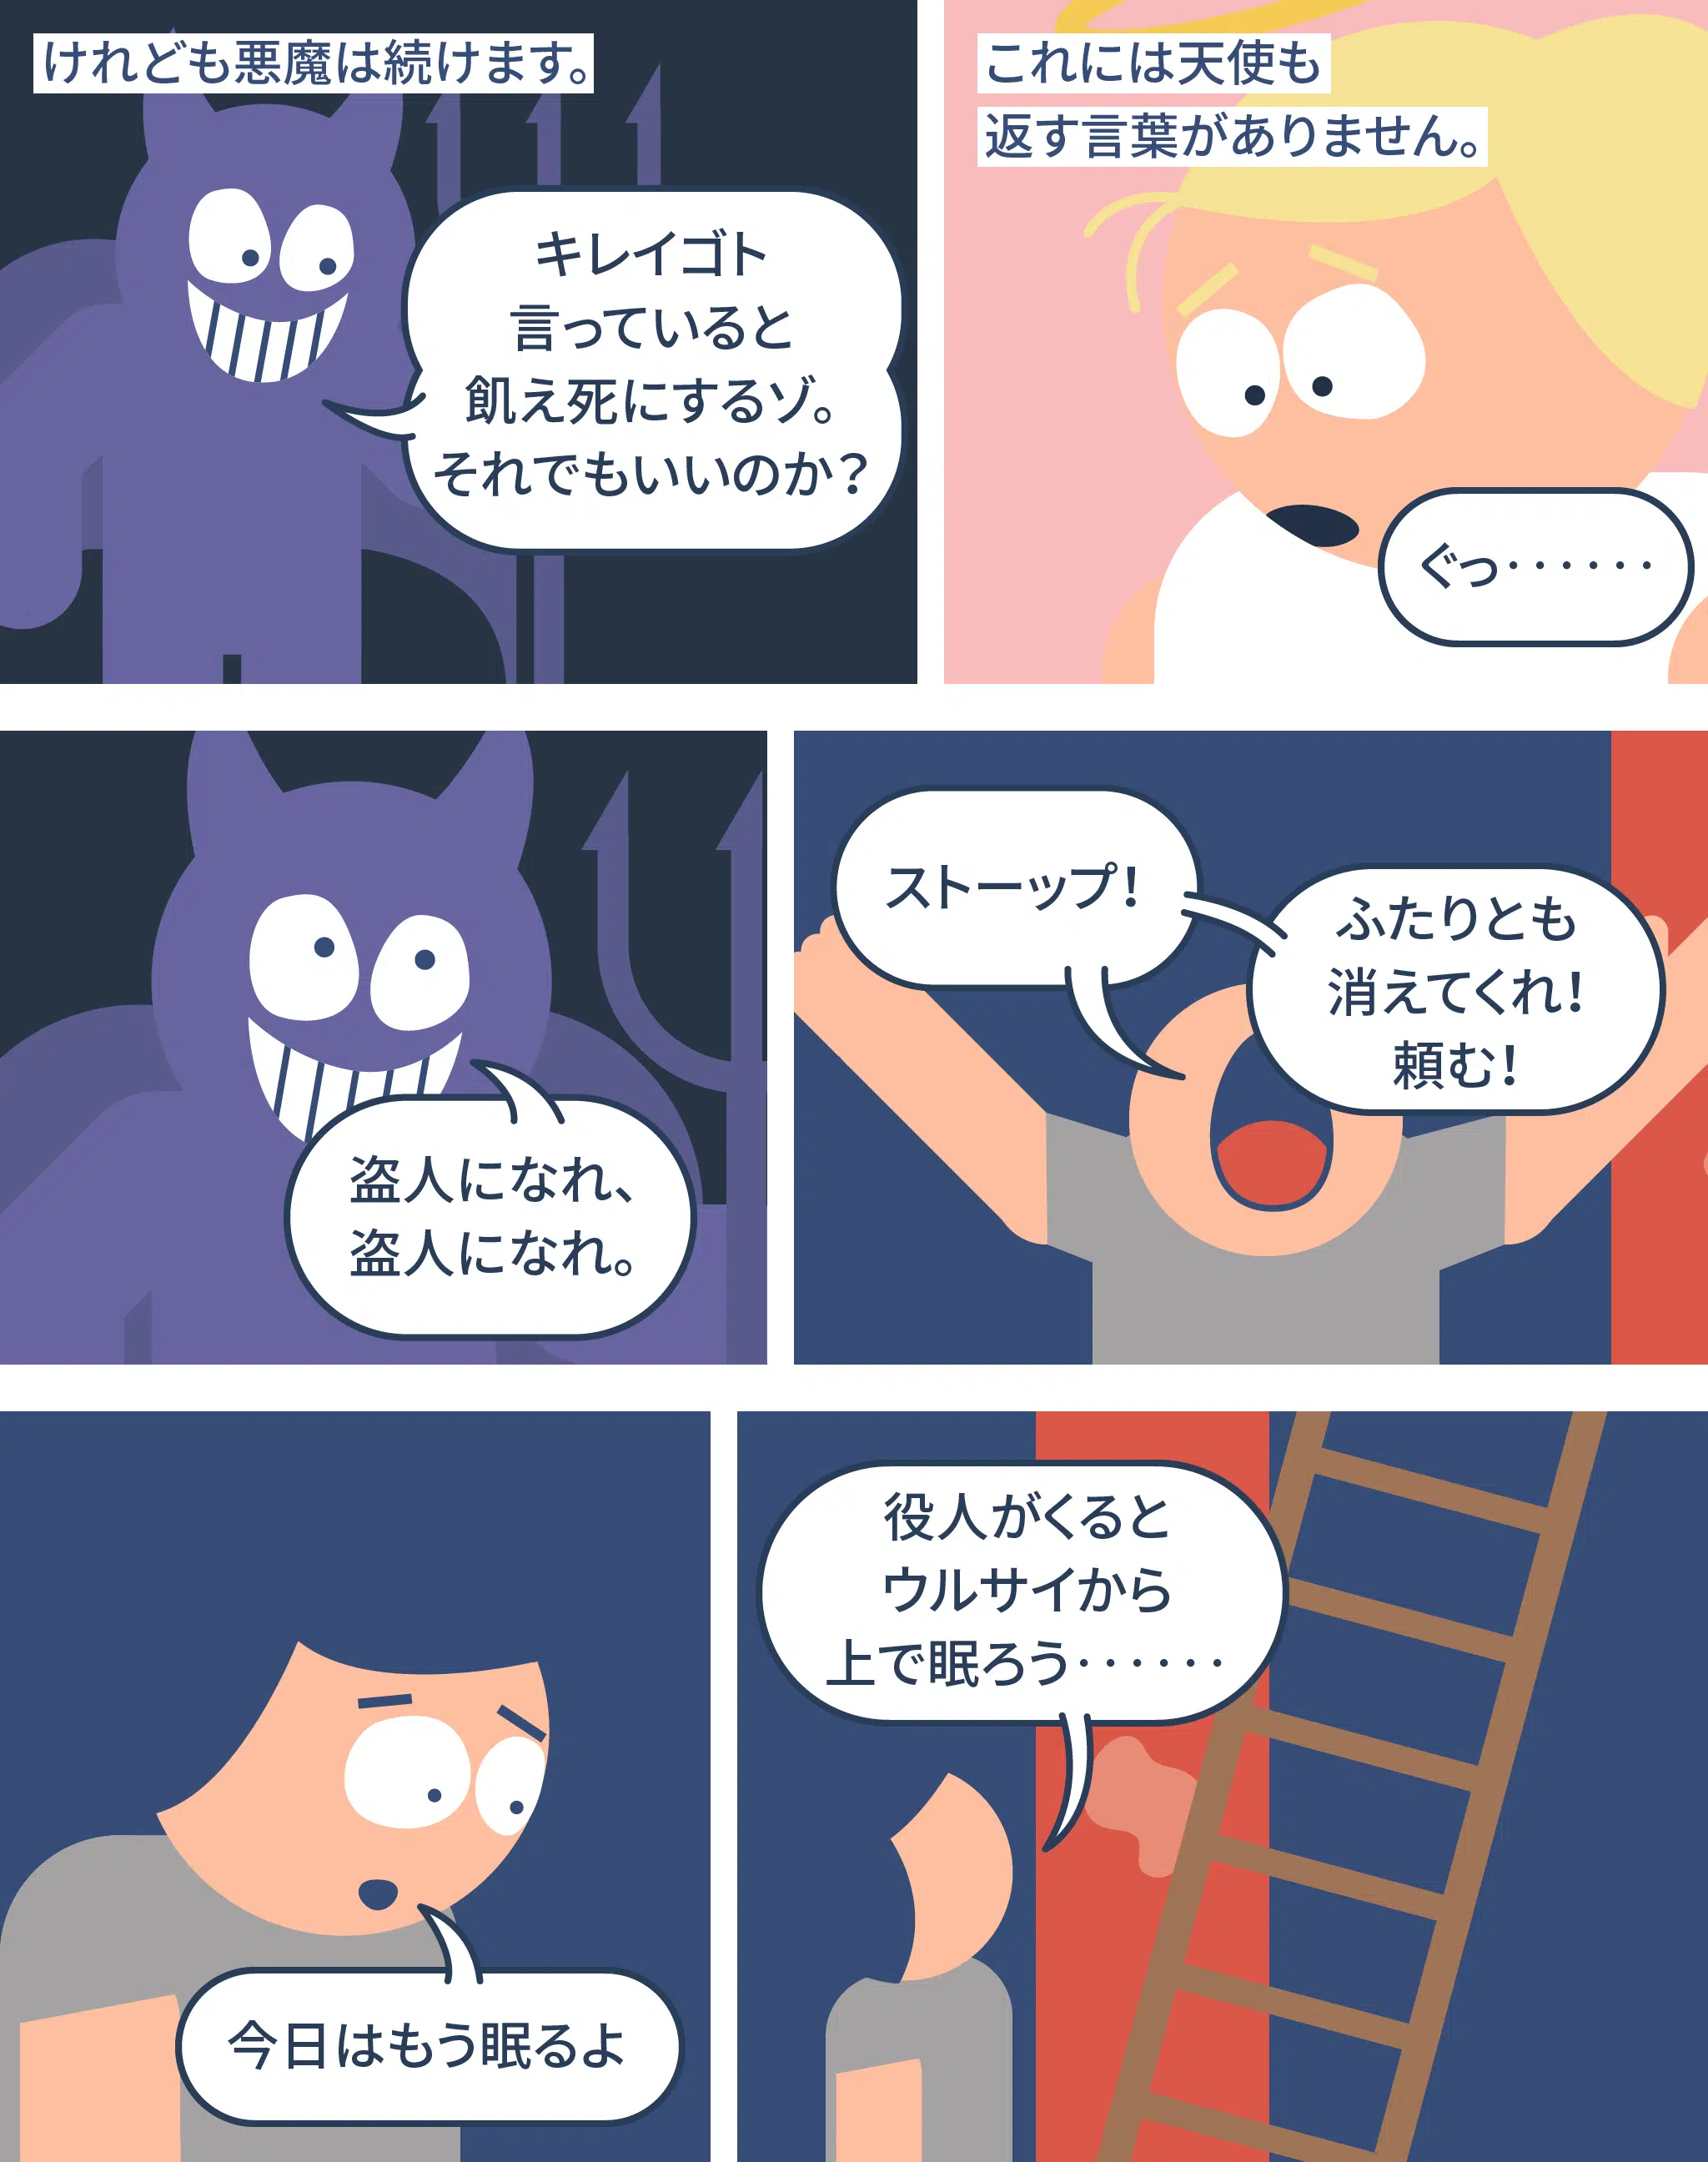 けれども悪魔は続けます。
キレイゴト
言っていると
飢え死にするゾ。
それでもいいのか？
これには天使も
返す言葉がありません。
ぐっ・・・・・・
盗人になれ、
盗人になれ。
ストーップ！
ふたりとも
消えてくれ！
頼む！
今日はもう眠るよ
役人がくると
ウルサイから
上で眠ろう・・・・・・